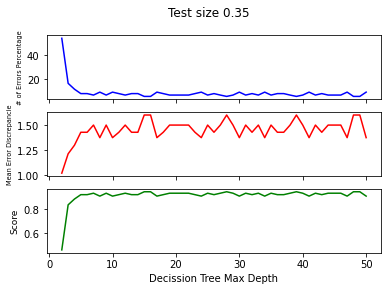 Test size 0.35
# of Errors Percentage
40
20
Mean Error Discrepancie
1.50
1.25
1.00
Score
0.8
0.6
0 10 20 30 40 50
Decission Tree Max Depth